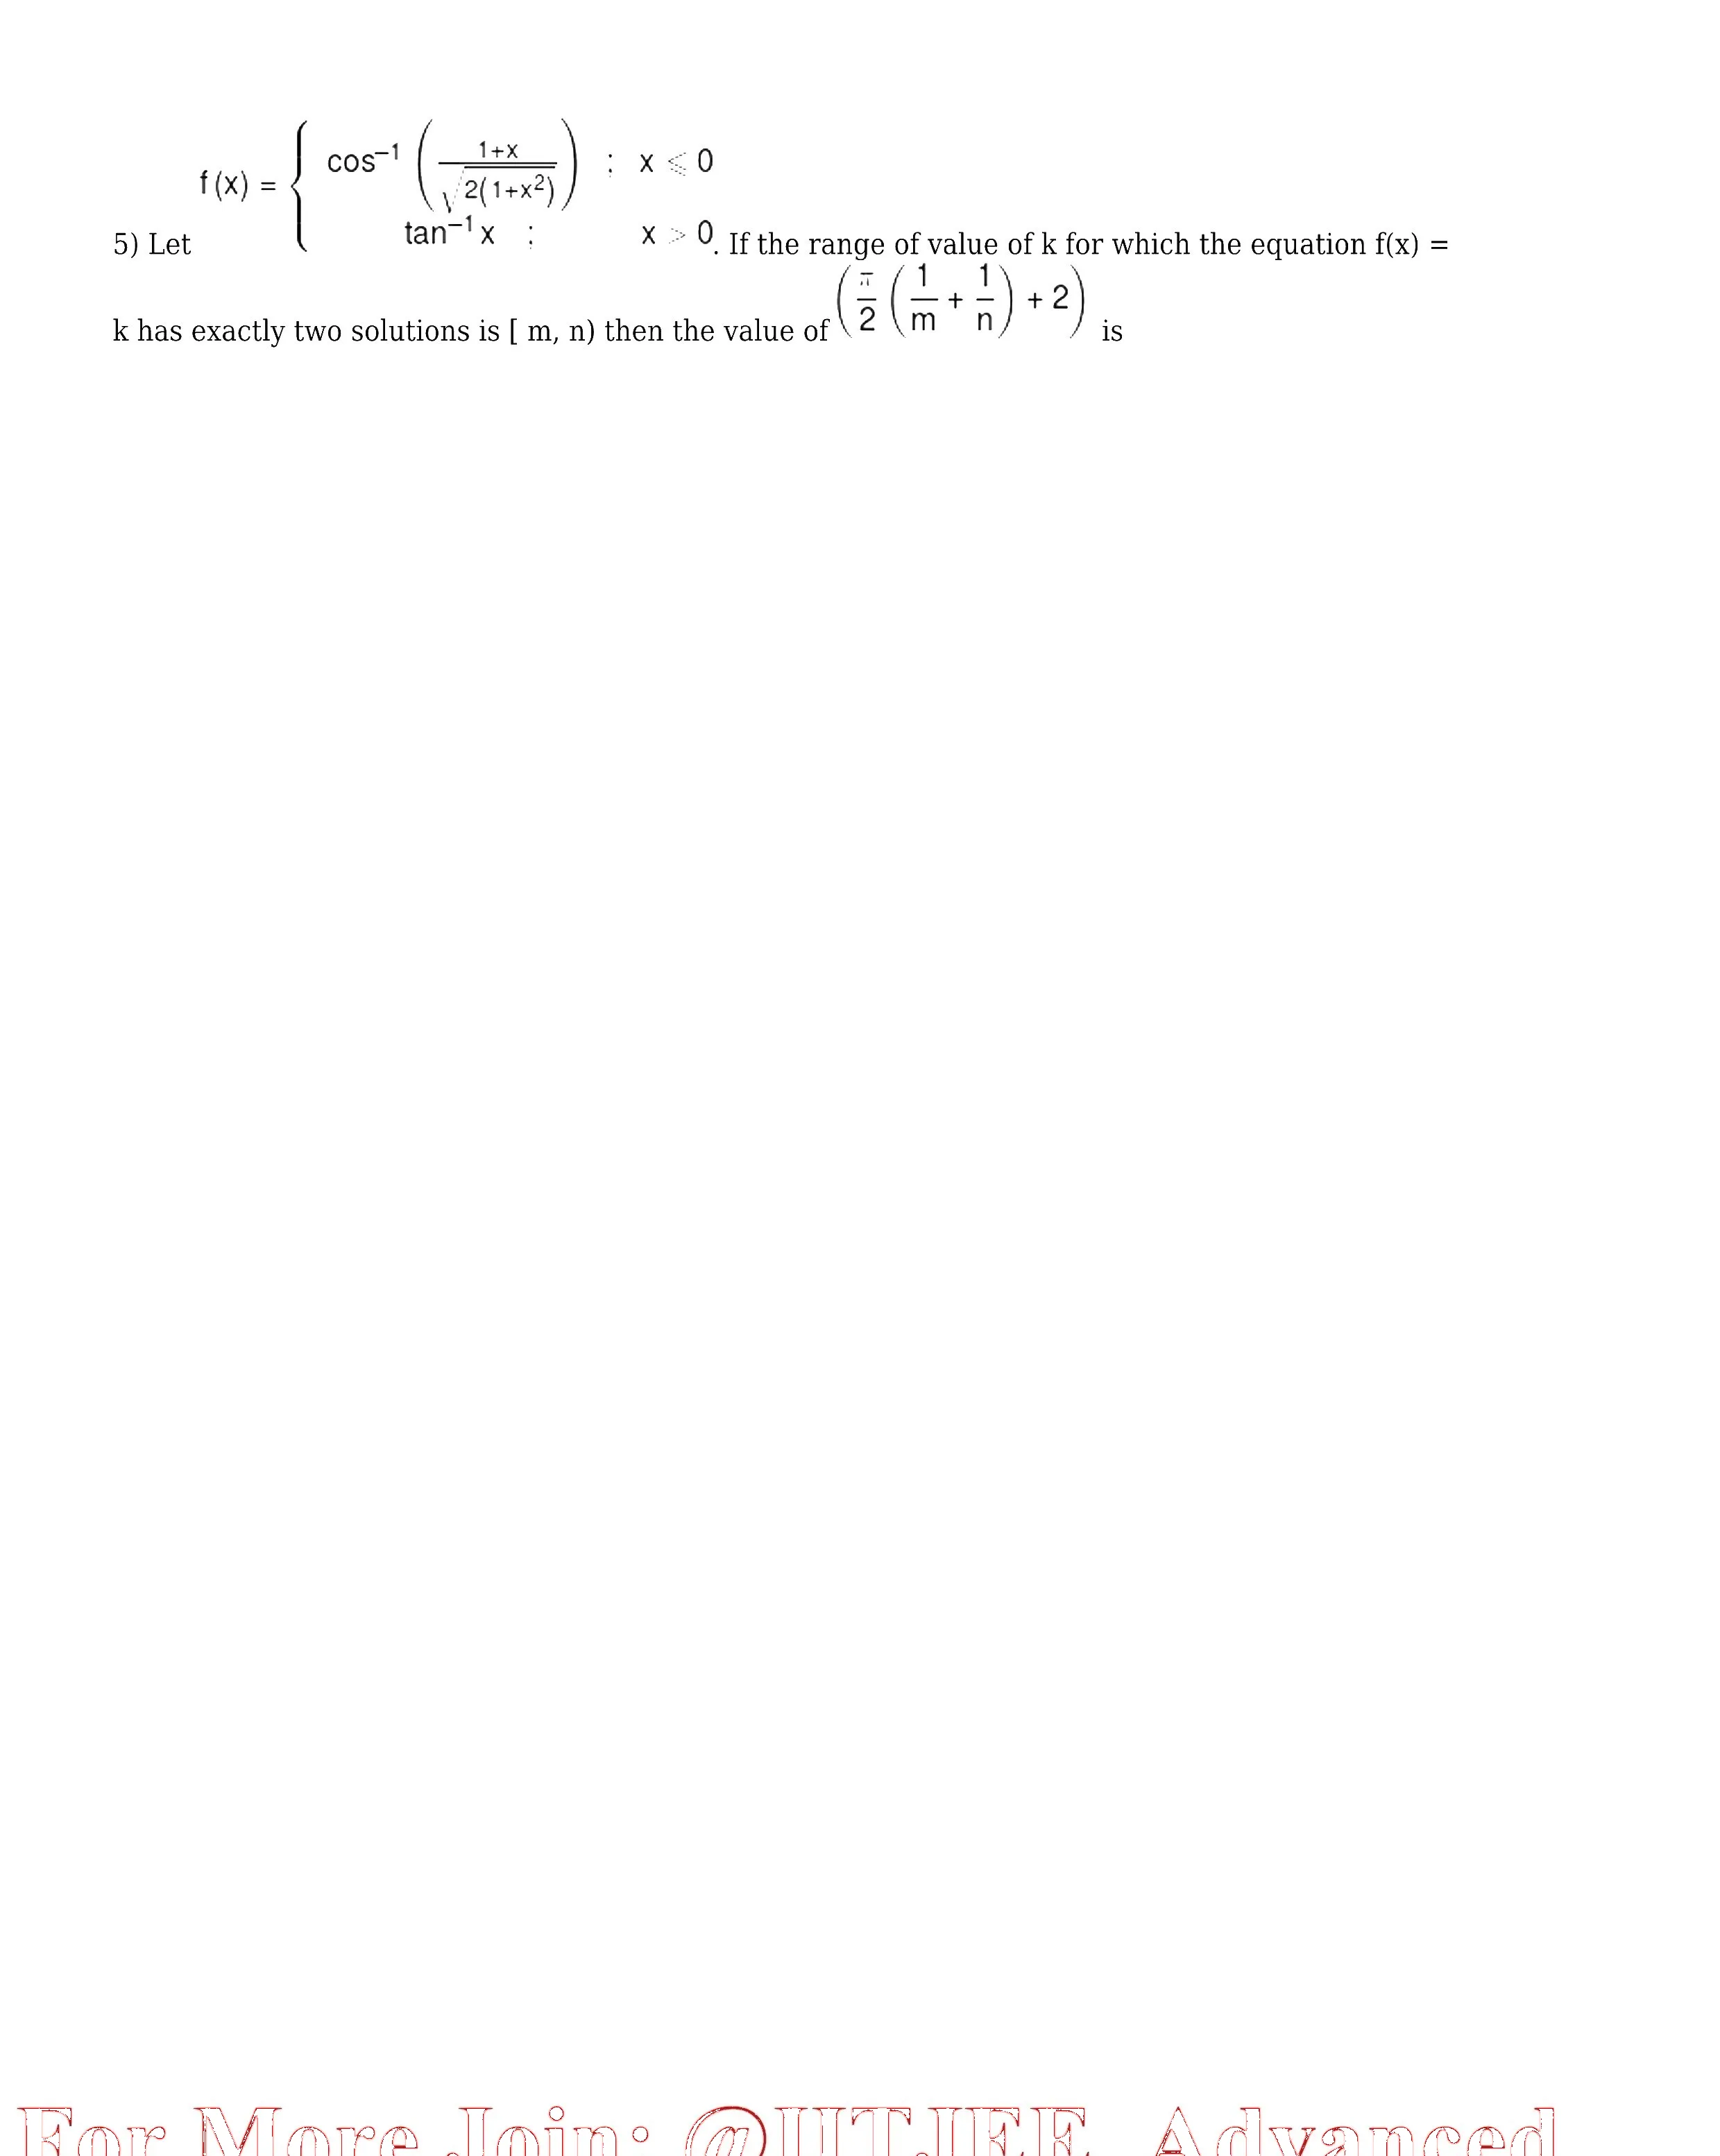 5) Let f(x) = { cos⁻¹ ( (1+x) / √(2(1+x²)) ) ; x ⩽ 0
tan⁻¹ x ; x > 0 . If the range of value of k for which the equation f(x) =
k has exactly two solutions is [ m, n) then the value of ( π/2 ( 1/m + 1/n ) + 2 ) is
For More Join: @IITJEE_Advanced